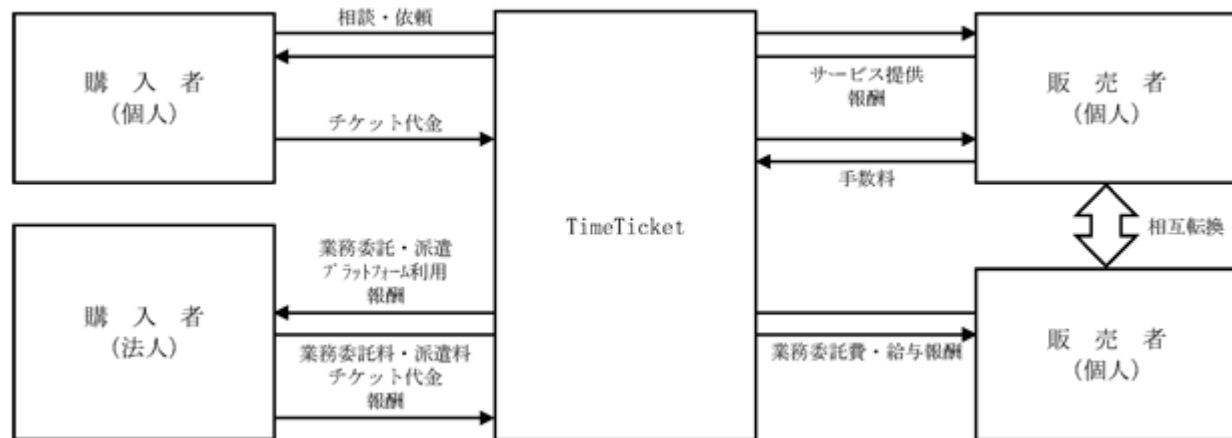 相談・依頼
購 入 者
(個人)
チケット代金
サービス提供
報酬
手数料
販 売 者
(個人)
TimeTicket
相互転換
業務委託・派遣
プラットフォーム利用
報酬
購 入 者
(法人)
業務委託料・派遣料
チケット代金
報酬
業務委託費・給与報酬
販 売 者
(個人)